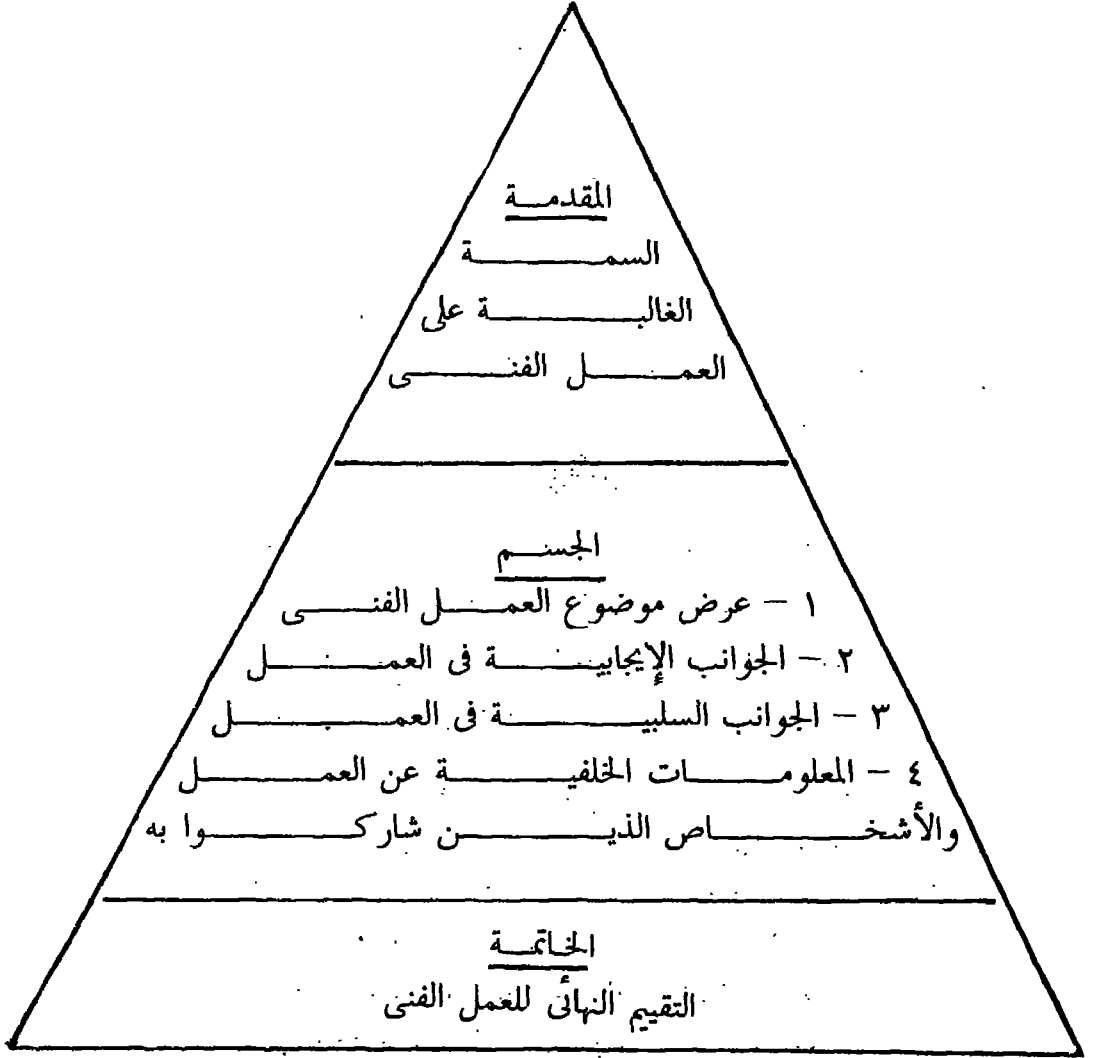 المقدمة
السمة
الغالبة على
العمل الفنى
الجسم
١ – عرض موضوع العمل الفنى
٢ – الجوانب الإيجابية فى العمل
٣ – الجوانب السلبية فى العمل
٤ – المعلومات الخلفية عن العمل
والأشخاص الذين شاركوا به
الخاتمة
التقييم النهائى للعمل الفنى